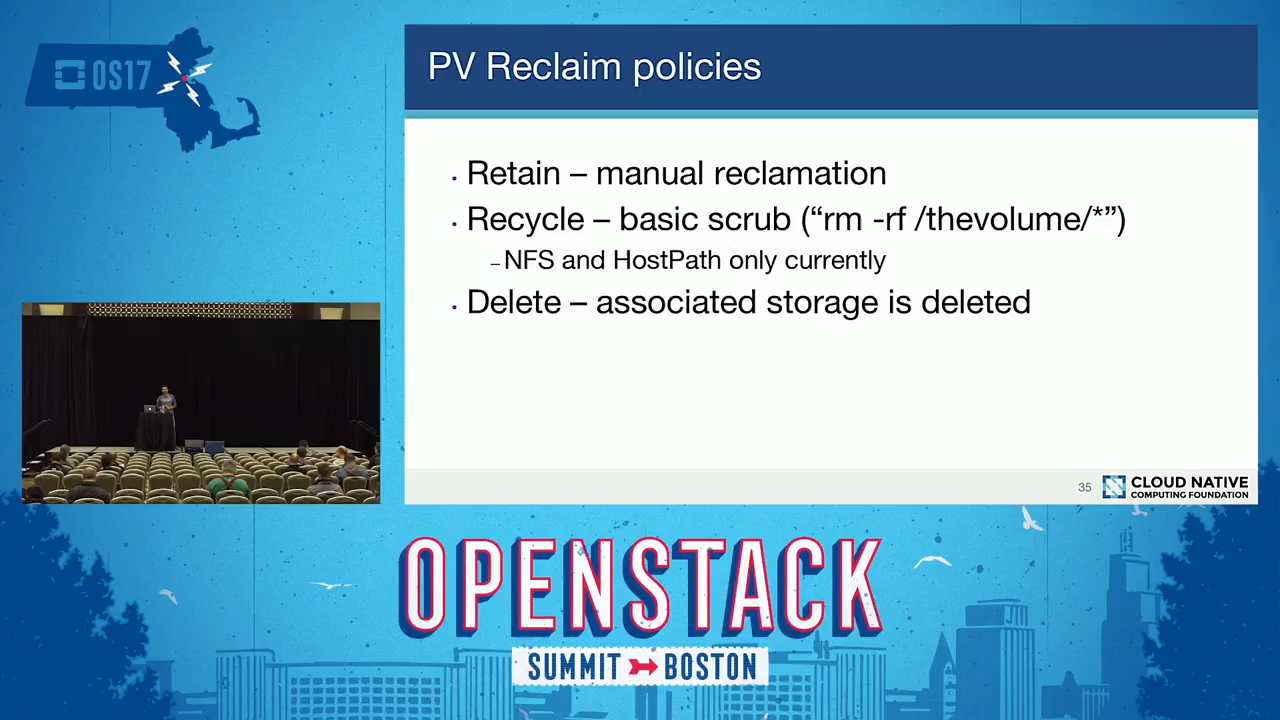 OS17
PV Reclaim policies
• Retain – manual reclamation
• Recycle – basic scrub (“rm -rf /thevolume/*”)
– NFS and HostPath only currently
• Delete – associated storage is deleted
35
CLOUD NATIVE
COMPUTING FOUNDATION
OPENSTACK
SUMMIT BOSTON